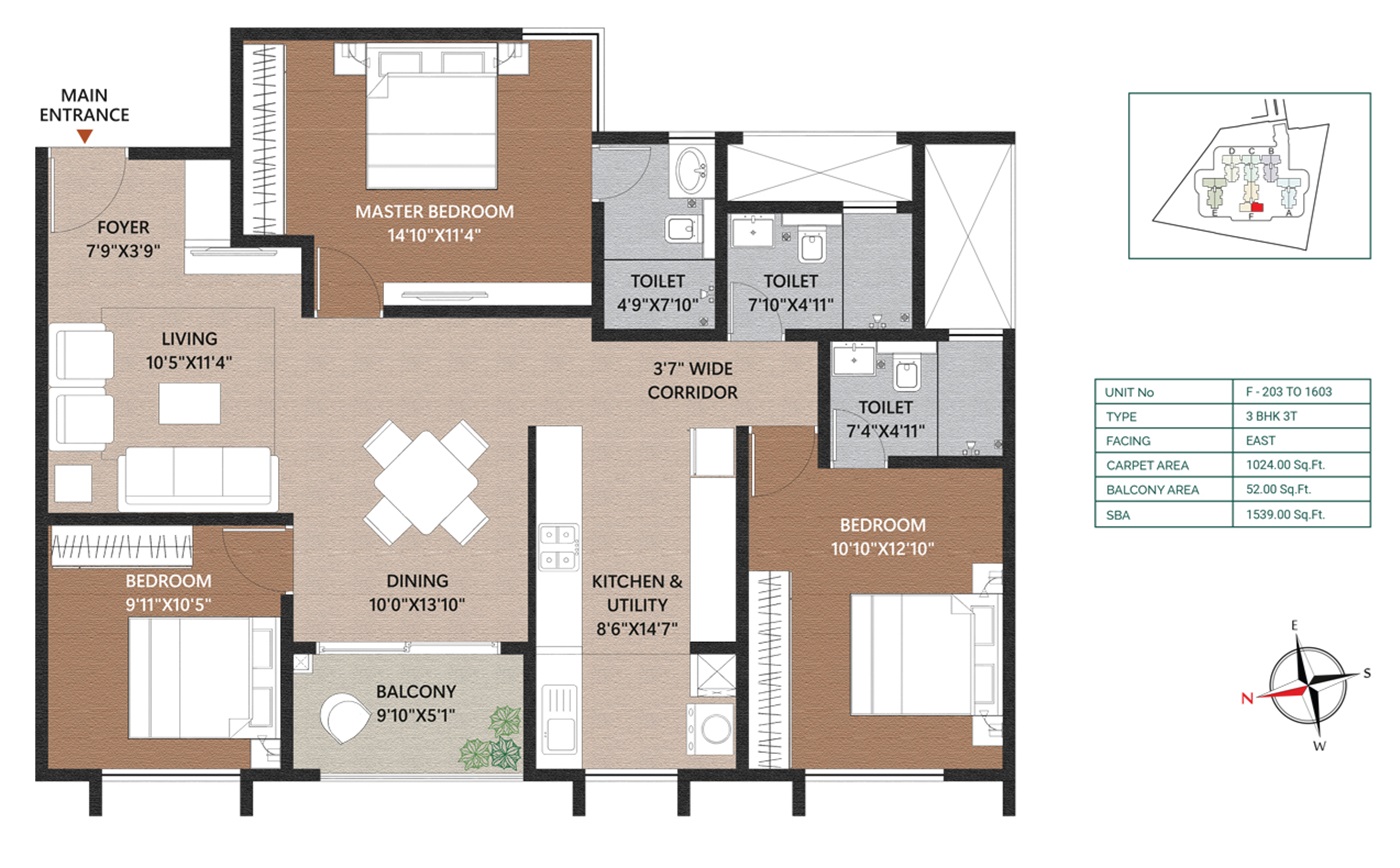 MAIN
ENTRANCE
FOYER
7'9"X3'9"
MASTER BEDROOM
14'10"X11'4"
TOILET
4'9"X7'10"
TOILET
7'10"X4'11"
LIVING
10'5"X11'4"
3'7" WIDE
CORRIDOR
TOILET
7'4"X4'11"
BEDROOM
10'10"X12'10"
BEDROOM
9'11"X10'5"
DINING
10'0"X13'10"
KITCHEN &
UTILITY
8'6"X14'7"
BALCONY
9'10"X5'1"
D C B
E F A
UNIT No F - 203 TO 1603
TYPE 3 BHK 3T
FACING EAST
CARPET AREA 1024.00 Sq.Ft.
BALCONY AREA 52.00 Sq.Ft.
SBA 1539.00 Sq.Ft.
E
S
N
W